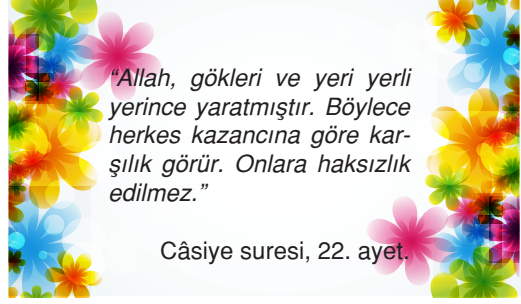 “Allah, gökleri ve yeri yerli
yerince yaratmıştır. Böylece
herkes kazancına göre kar-
şılık görür. Onlara haksızlık
edilmez.”
Câsiye suresi, 22. ayet.